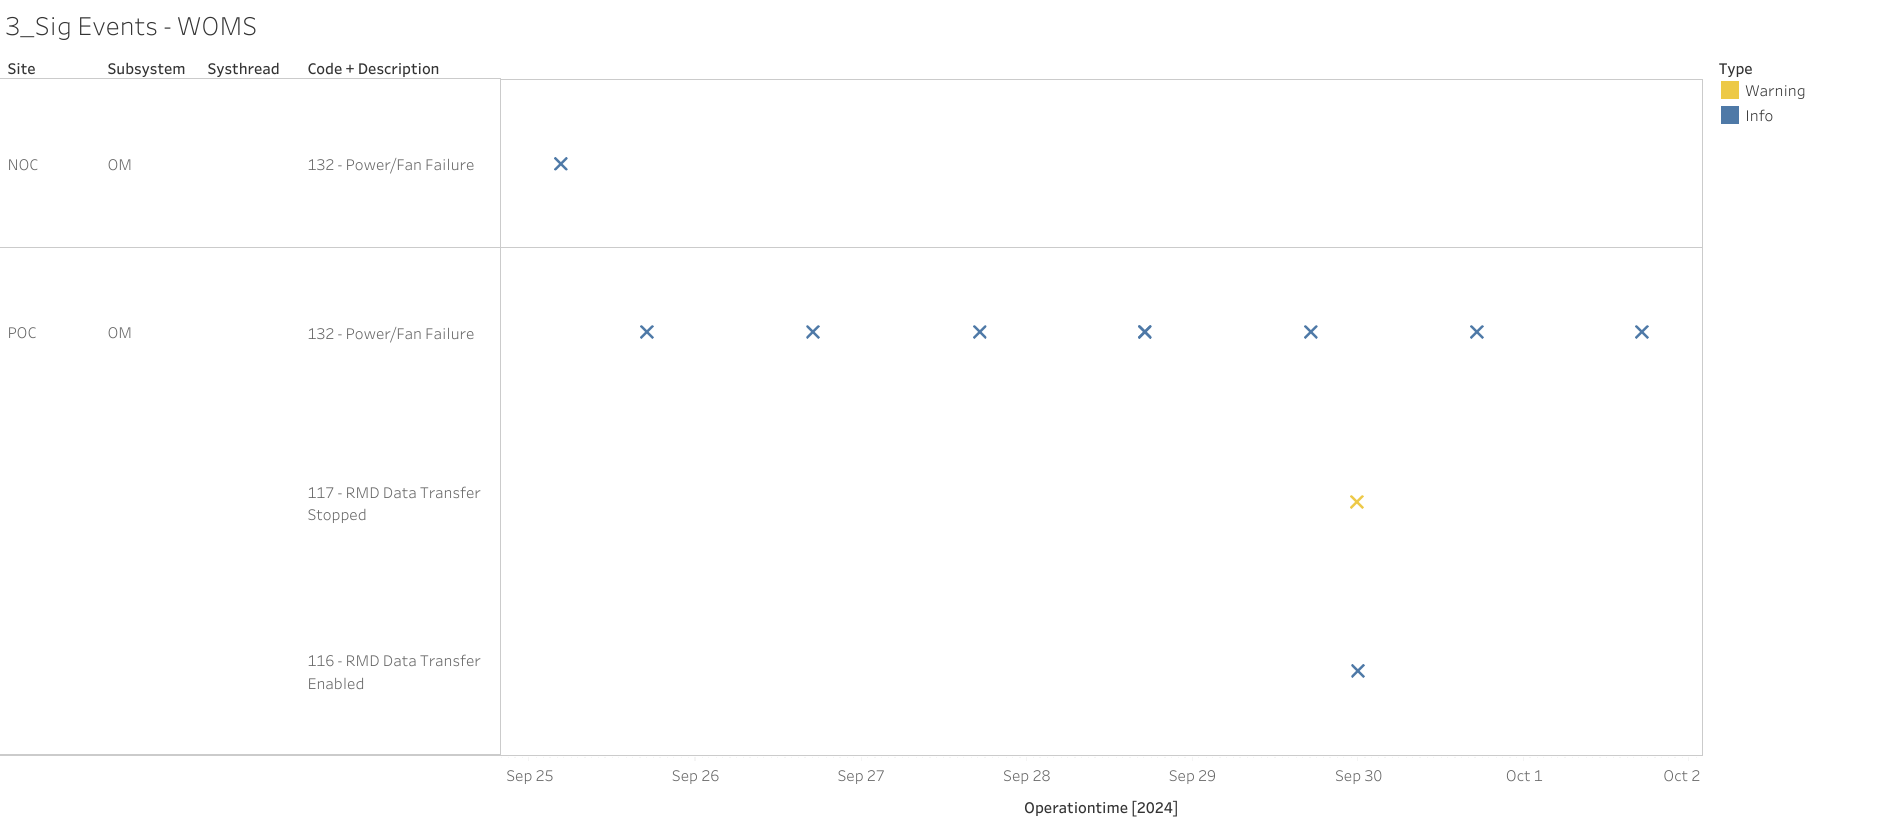 3_Sig Events - WOMS
Site Subsystem Systhread Code + Description
Type
Warning
Info
NOC OM 132 - Power/Fan Failure
POC OM 132 - Power/Fan Failure
117 - RMD Data Transfer
Stopped
116 - RMD Data Transfer
Enabled
Sep 25 Sep 26 Sep 27 Sep 28 Sep 29 Sep 30 Oct 1 Oct 2
Operationtime [2024]